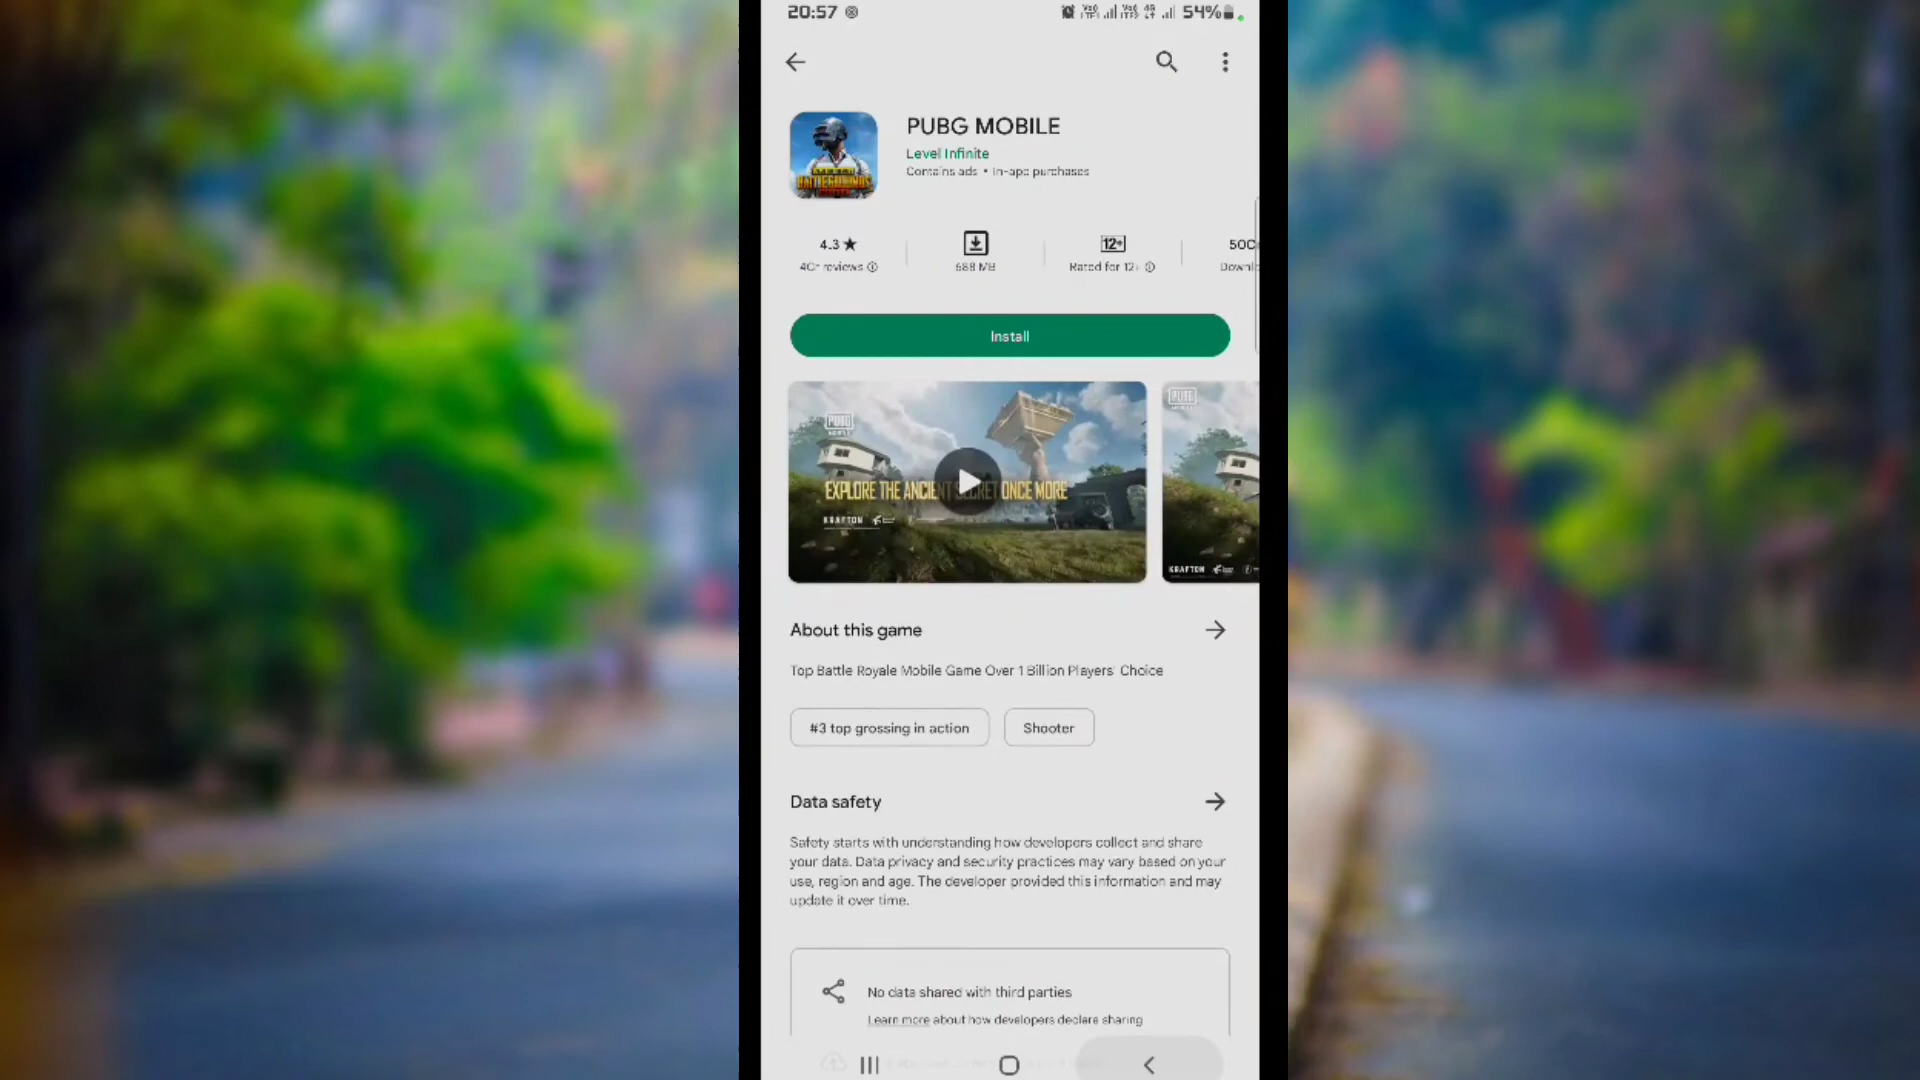 20:57
54%
PUBG MOBILE
Level Infinite
Contains ads • In-app purchases
4.3★
reviews
688 MB
12+
Rated for 12+
Install
PUBG
MOBILE
EXPLORE THE ANCIENT SECRET ONCE MORE
KRAFTON
PUBG
KRAFTON
About this game
Top Battle Royale Mobile Game Over 1 Billion Players' Choice
#3 top grossing in action
Shooter
Data safety
Safety starts with understanding how developers collect and share
your data. Data privacy and security practices may vary based on your
use, region and age. The developer provided this information and may
update it over time.
No data shared with third parties
Learn more about how developers declare sharing